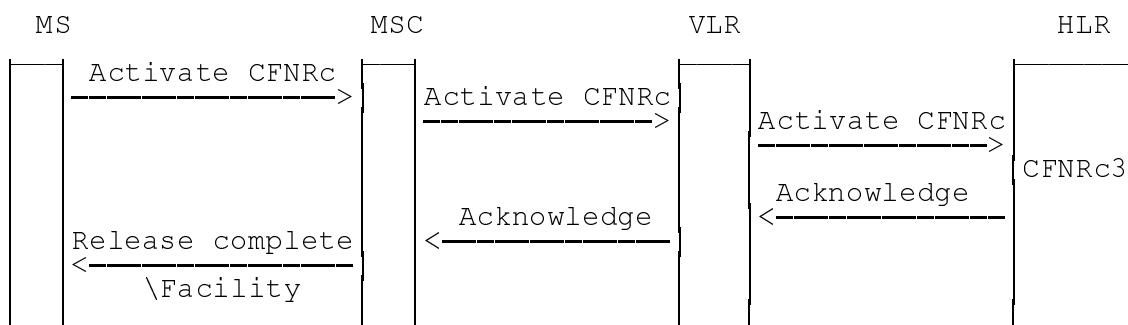 MS MSC VLR HLR
Activate CFNRc
Activate CFNRc
Activate CFNRc
CFNRc3
Acknowledge
Acknowledge
Release complete
\Facility